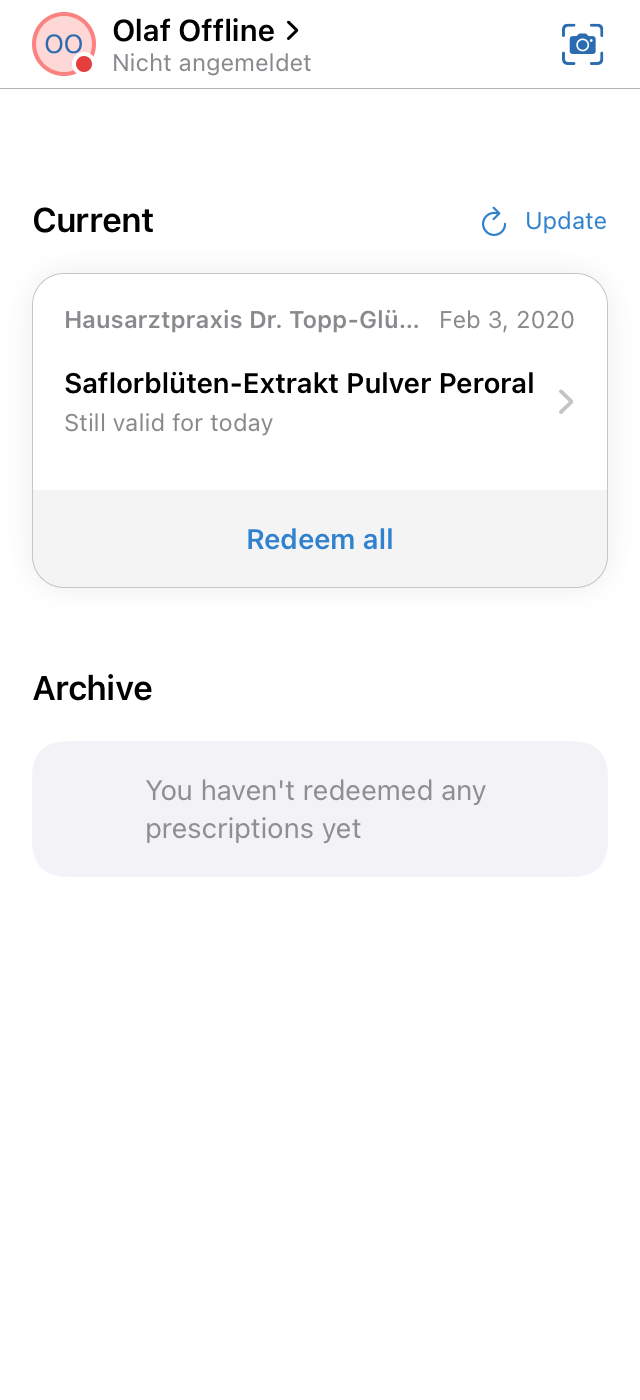 OO
Olaf Offline
Nicht angemeldet
Current
Update
Hausarztpraxis Dr. Topp-Glü... Feb 3, 2020
Saflorblüten-Extrakt Pulver Peroral
Still valid for today
Redeem all
Archive
You haven't redeemed any
prescriptions yet